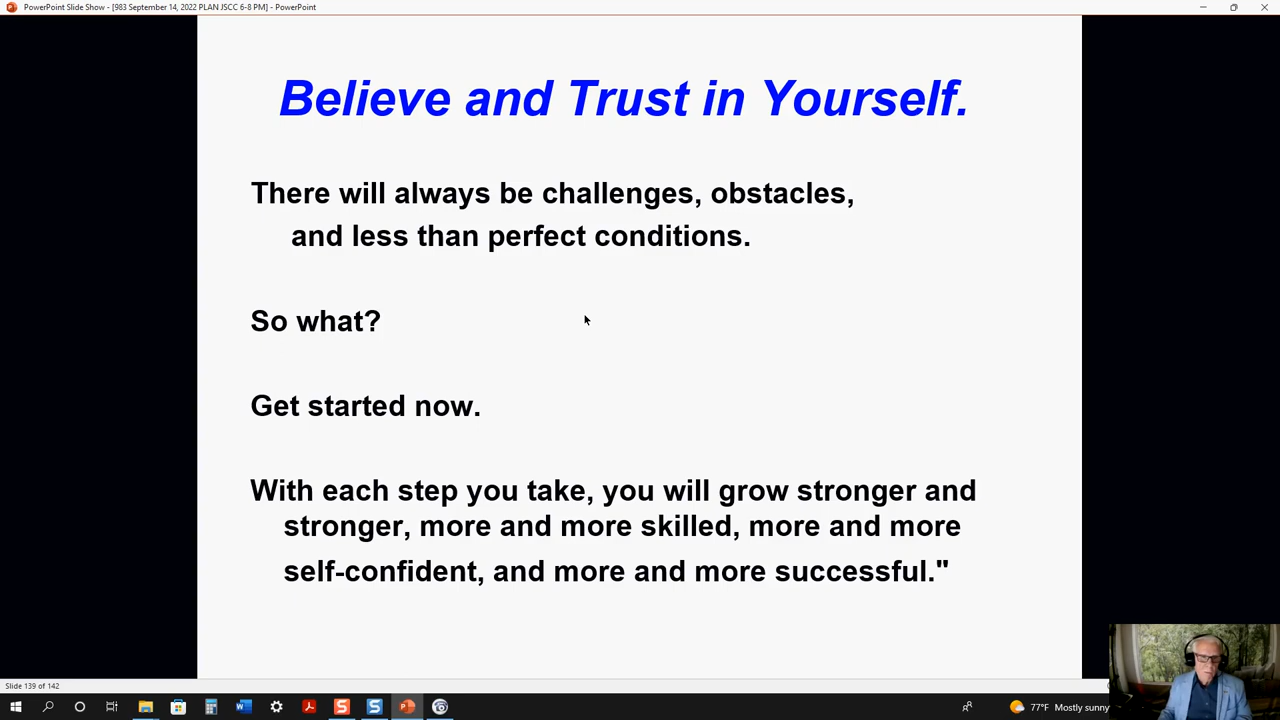 PowerPoint Slide Show - [983 September 14, 2022 PLAN JSCC 6-8 PM] - PowerPoint
Believe and Trust in Yourself.
There will always be challenges, obstacles,
and less than perfect conditions.
So what?
Get started now.
With each step you take, you will grow stronger and
stronger, more and more skilled, more and more
self-confident, and more and more successful."
Slide 139 of 142
77°F Mostly sunny